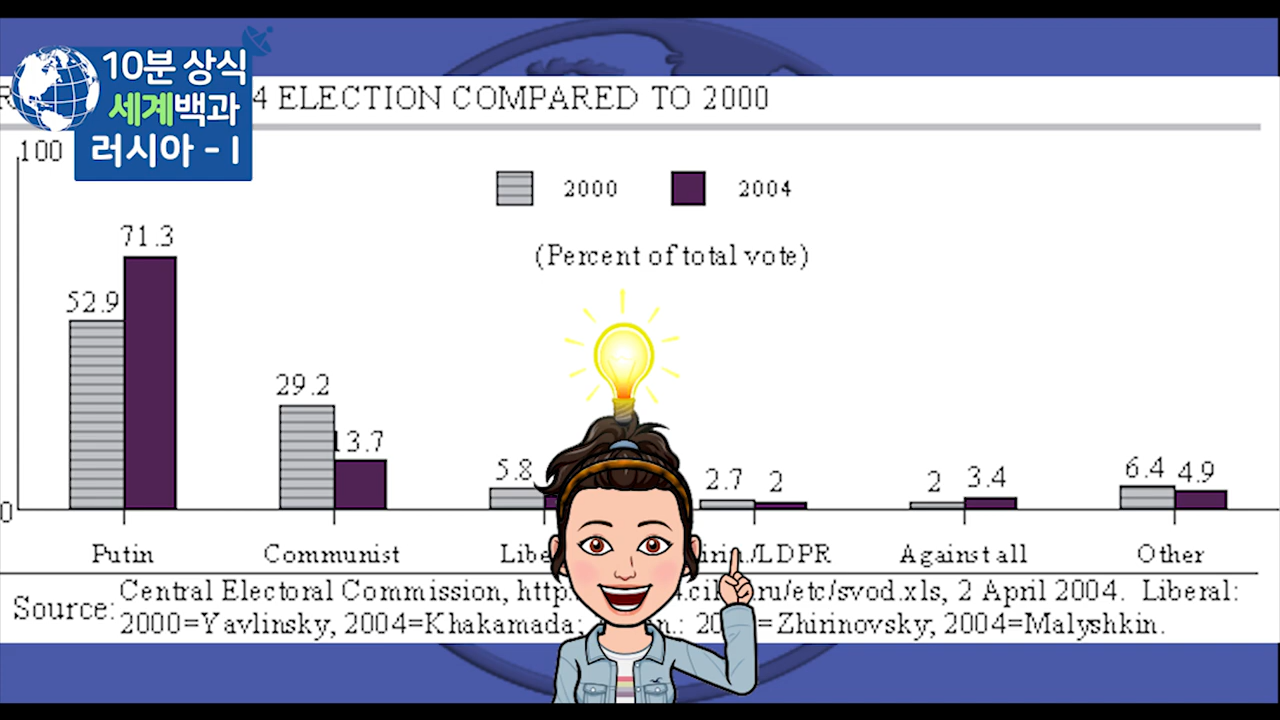 10분 상식
세계백과
러시아 - I
4 ELECTION COMPARED TO 2000
100
2000 2004
(Percent of total vote)
71.3
52.9
29.2
13.7
5.8
2.7 2
2 3.4
6.4 4.9
0
Putin Communist /LDPR Against all Other
Source: Central Electoral Commission, /etc/svod.xls, 2 April 2004. Liberal:
2000=Yavlinsky, 2004=Khakamada; =Zhirinovsky; 2004=Malyshkin.